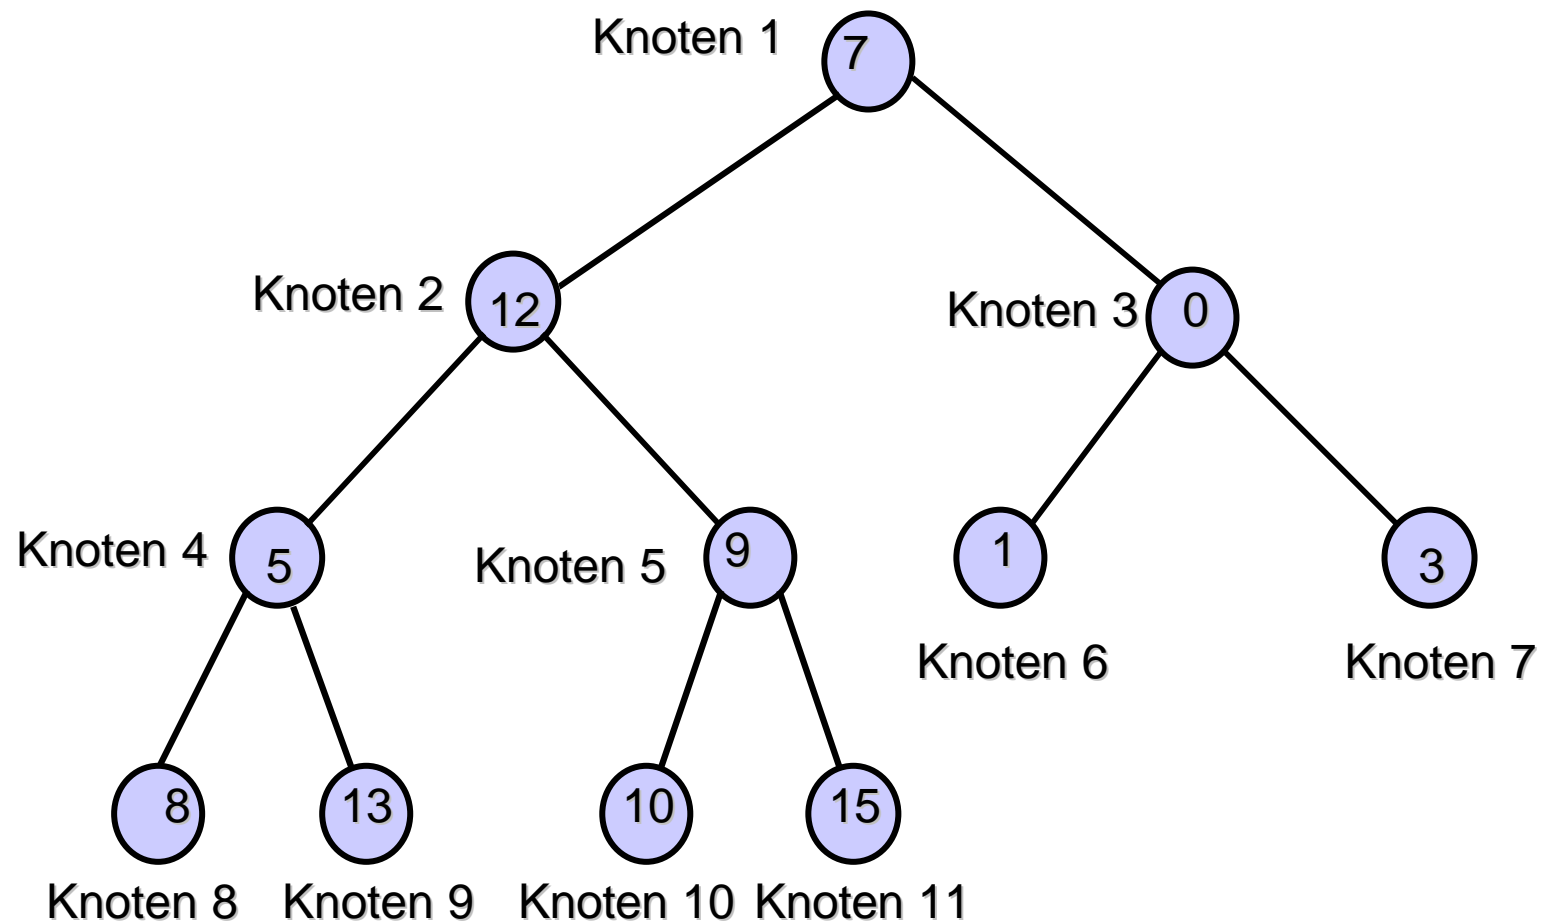 Knoten 1 7
Knoten 2 12
Knoten 3 0
Knoten 4 5
Knoten 5 9
1
3
Knoten 6
Knoten 7
8
13
10
15
Knoten 8
Knoten 9
Knoten 10
Knoten 11